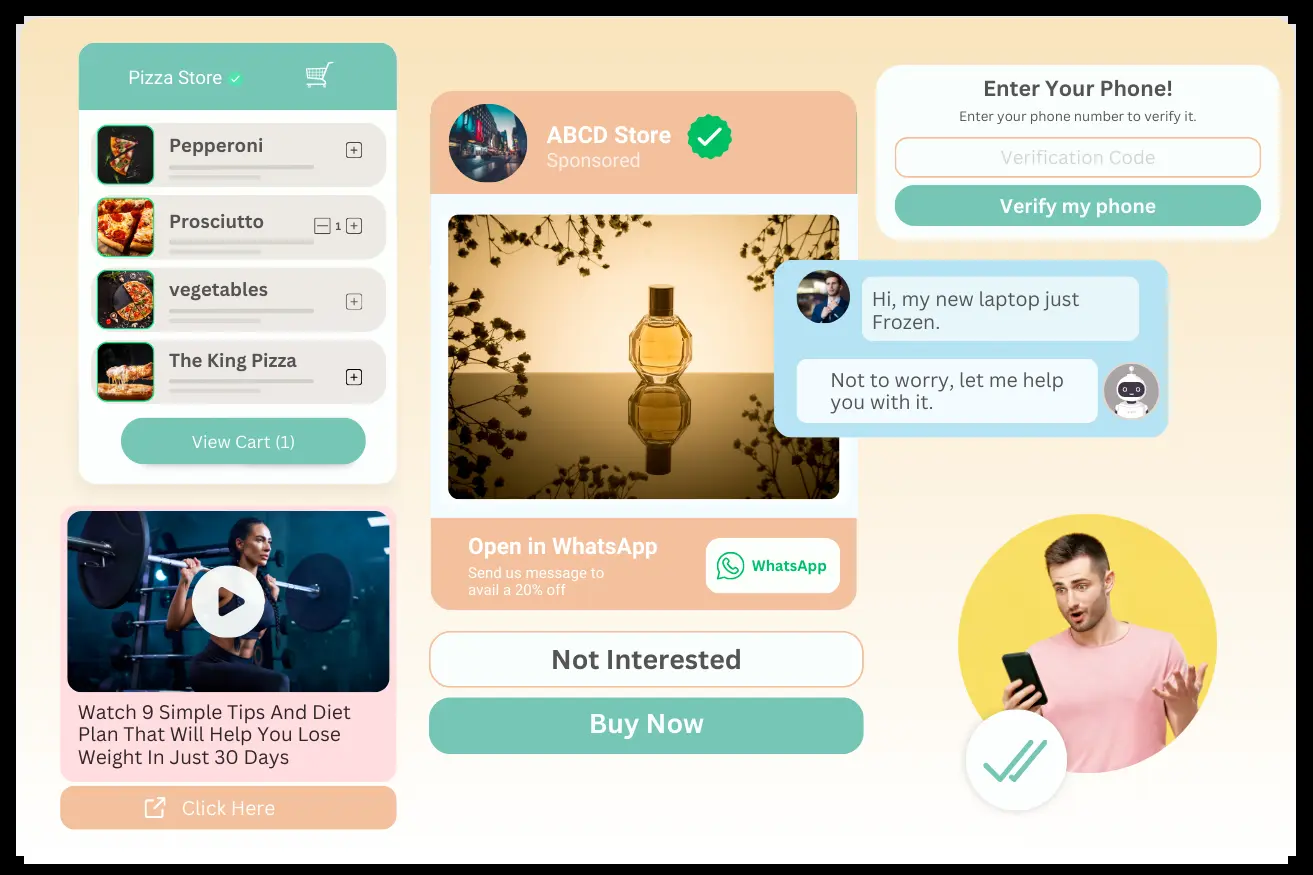 Pizza Store
Pepperoni
Prosciutto
1
vegetables
The King Pizza
View Cart (1)
Watch 9 Simple Tips And Diet
Plan That Will Help You Lose
Weight In Just 30 Days
Click Here
ABCD Store
Sponsored
Open in WhatsApp
Send us message to
avail a 20% off
WhatsApp
Not Interested
Buy Now
Enter Your Phone!
Enter your phone number to verify it.
Verification Code
Verify my phone
Hi, my new laptop just
Frozen.
Not to worry, let me help
you with it.